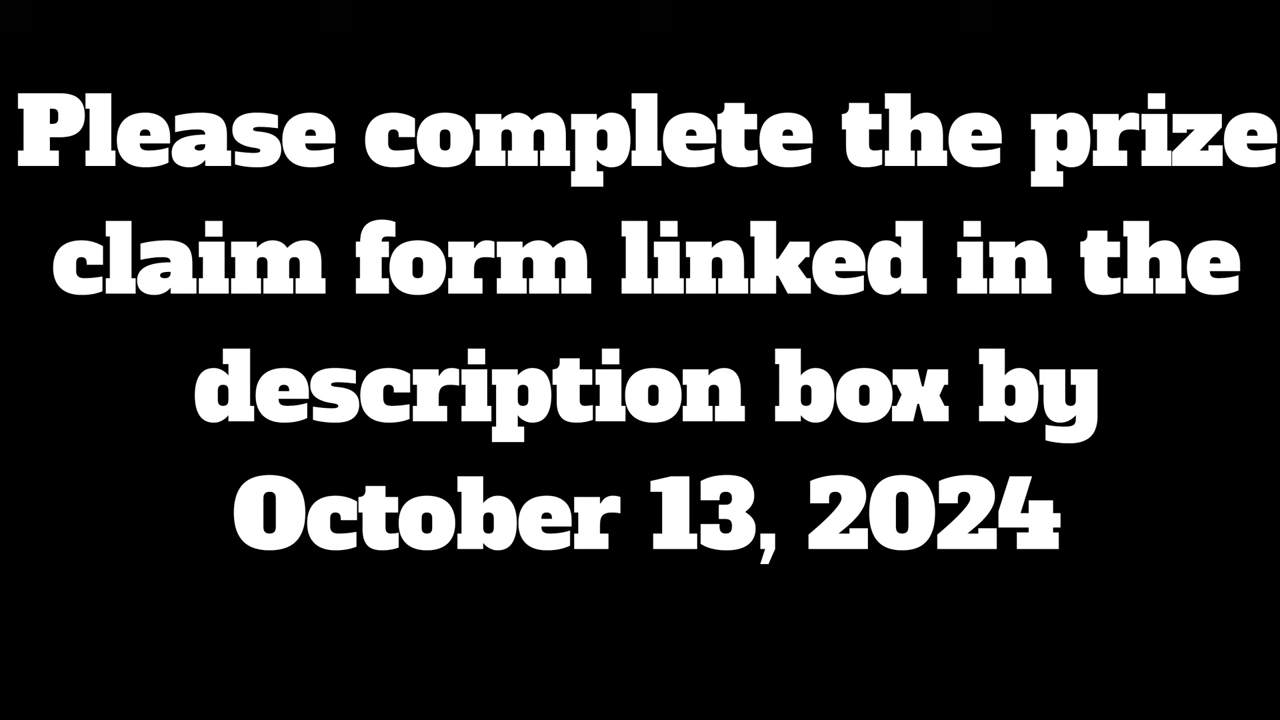 Please complete the prize
claim form linked in the
description box by
October 13, 2024